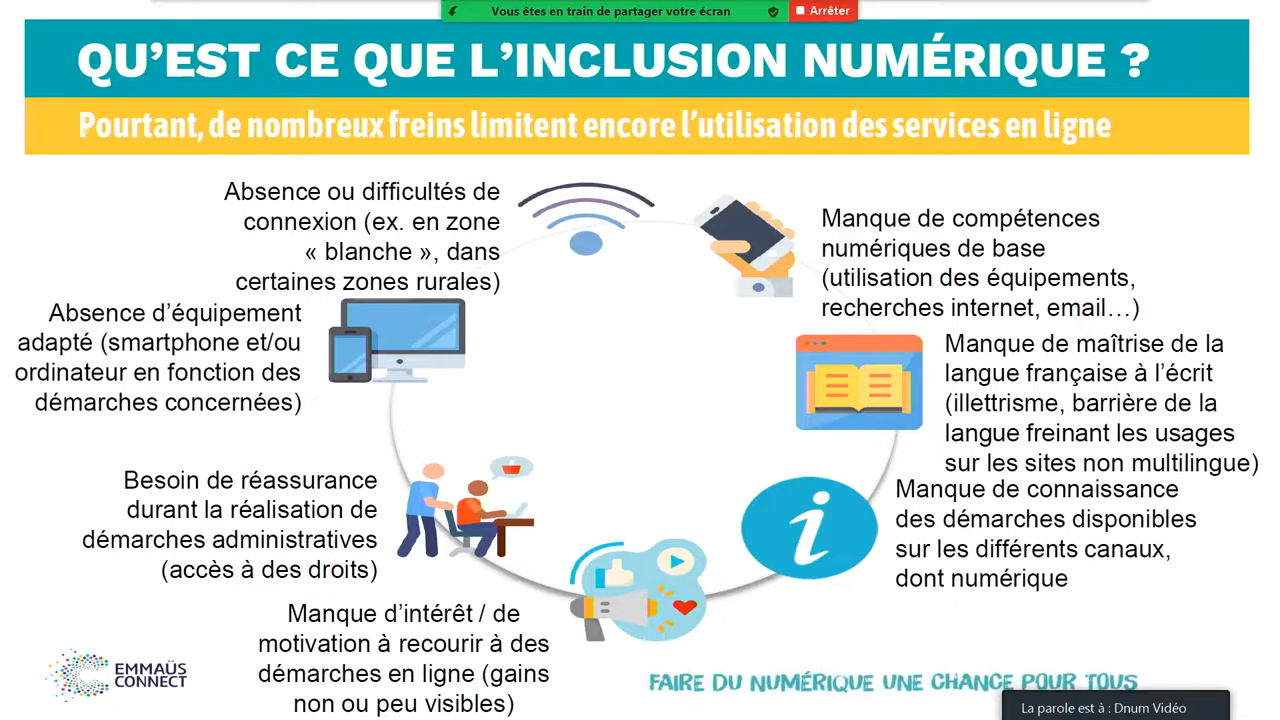 Vous êtes en train de partager votre écran
Arrêter
QU'EST CE QUE L'INCLUSION NUMÉRIQUE ?
Pourtant, de nombreux freins limitent encore l'utilisation des services en ligne
Absence ou difficultés de
connexion (ex. en zone
« blanche », dans
certaines zones rurales)
Manque de compétences
numériques de base
(utilisation des équipements,
recherches internet, email…)
Absence d'équipement
adapté (smartphone et/ou
ordinateur en fonction des
démarches concernées)
Manque de maîtrise de la
langue française à l'écrit
(illettrisme, barrière de la
langue freinant les usages
sur les sites non multilingue)
Besoin de réassurance
durant la réalisation de
démarches administratives
(accès à des droits)
Manque de connaissance
des démarches disponibles
sur les différents canaux,
dont numérique
Manque d'intérêt / de
motivation à recourir à des
démarches en ligne (gains
non ou peu visibles)
EMMAÜS
CONNECT
FAIRE DU NUMÉRIQUE UNE CHANCE POUR TOUS
La parole est à : Dnum Vidéo